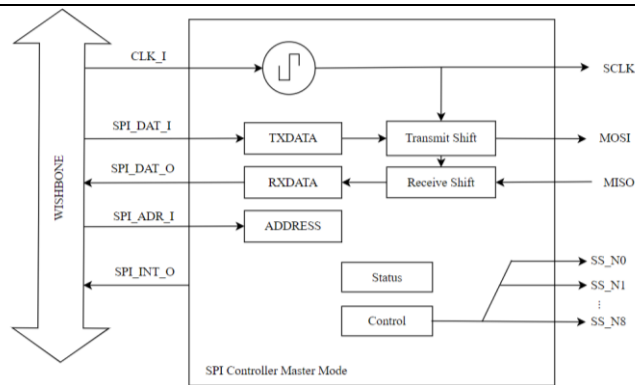 CLK_I
SCLK
SPI_DAT_I
TXDATA
Transmit Shift
MOSI
SPI_DAT_O
RXDATA
Receive Shift
MISO
WISHBONE
SPI_ADR_I
ADDRESS
SPI_INT_O
Status
SS_N0
SS_N1
⋮
Control
SS_N8
SPI Controller Master Mode